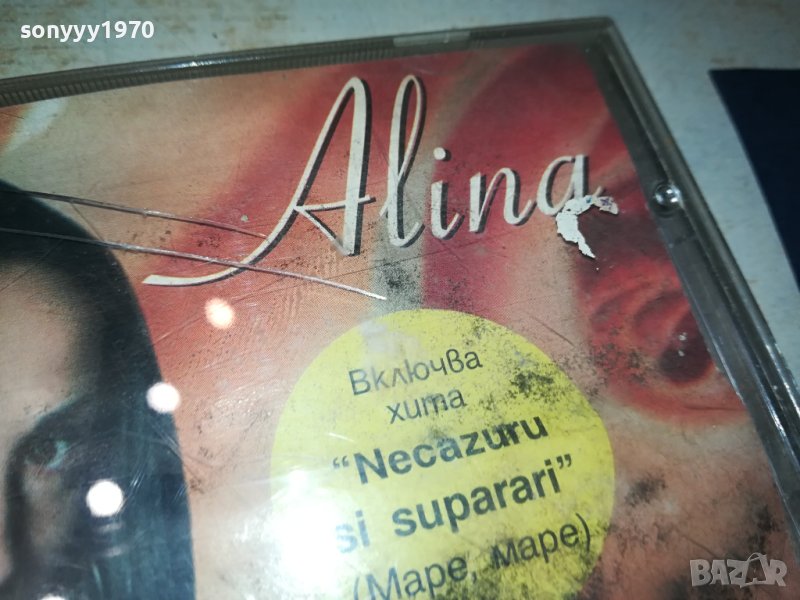 sonyyy1970
Alina
Включва
хита
"Necazuru
si suparari"
(Маре, маре)
BAZAR